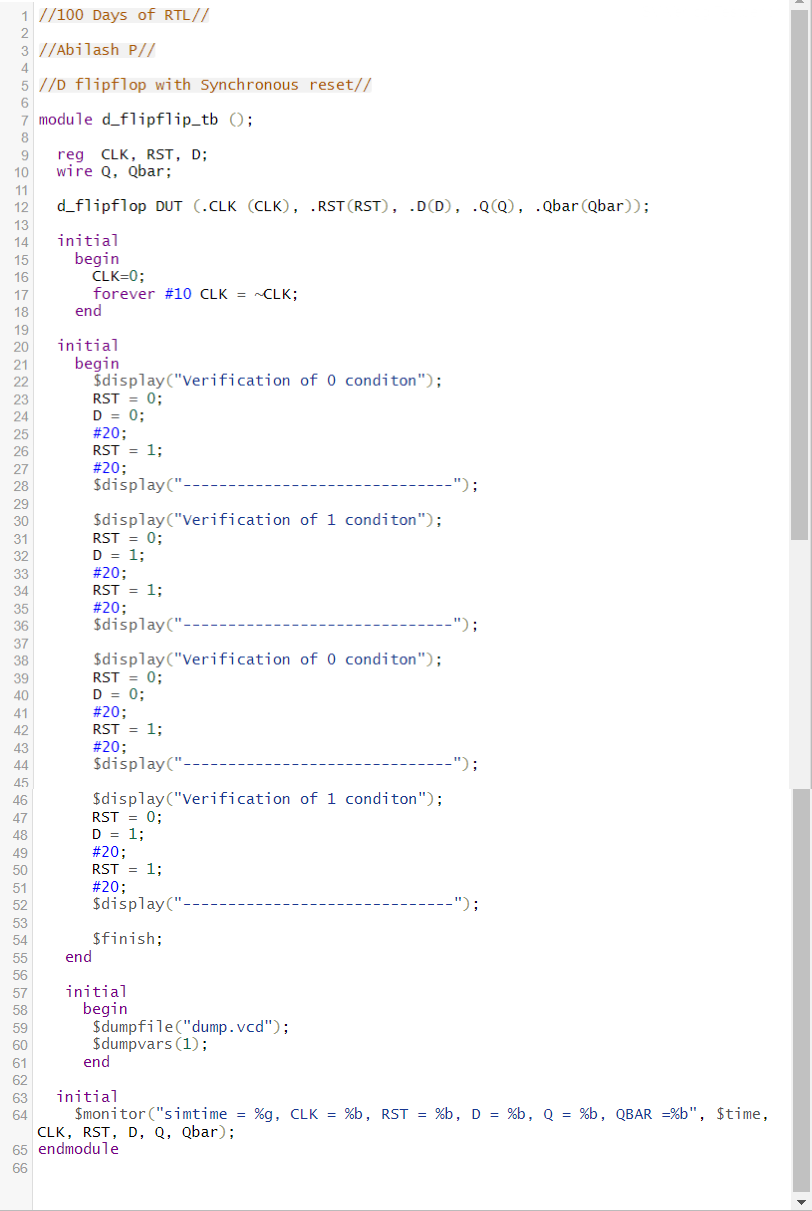 1 //100 Days of RTL//
2
3 //Abilash P//
4
5 //D flipflop with Synchronous reset//
6
7 module d_flipflip_tb ();
8
9 reg  CLK, RST, D;
10 wire Q, Qbar;
11
12 d_flipflop DUT (.CLK (CLK), .RST(RST), .D(D), .Q(Q), .Qbar(Qbar));
13
14 initial
15 begin
16 CLK=0;
17 forever #10 CLK = ~CLK;
18 end
19
20 initial
21 begin
22 $display("Verification of 0 conditon");
23 RST = 0;
24 D = 0;
25 #20;
26 RST = 1;
27 #20;
28 $display("------------------------------");
29
30 $display("Verification of 1 conditon");
31 RST = 0;
32 D = 1;
33 #20;
34 RST = 1;
35 #20;
36 $display("------------------------------");
37
38 $display("Verification of 0 conditon");
39 RST = 0;
40 D = 0;
41 #20;
42 RST = 1;
43 #20;
44 $display("------------------------------");
45
46 $display("Verification of 1 conditon");
47 RST = 0;
48 D = 1;
49 #20;
50 RST = 1;
51 #20;
52 $display("------------------------------");
53
54 $finish;
55 end
56
57 initial
58 begin
59 $dumpfile("dump.vcd");
60 $dumpvars(1);
61 end
62
63 initial
64 $monitor("simtime = %g, CLK = %b, RST = %b, D = %b, Q = %b, QBAR =%b", $time,
CLK, RST, D, Q, Qbar);
65 endmodule
66